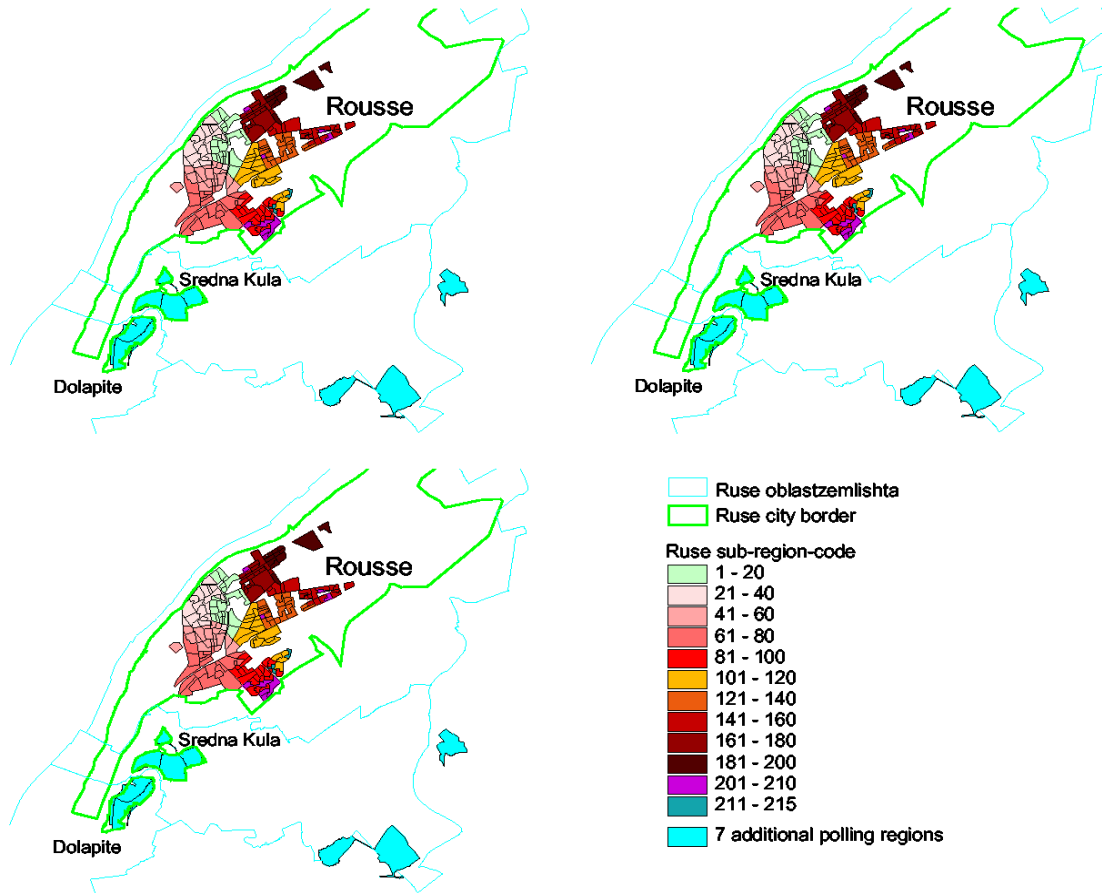 Rousse
Sredna Kula
Dolapite
Rousse
Sredna Kula
Dolapite
Rousse
Sredna Kula
Dolapite
Ruse oblastzemlishta
Ruse city border
Ruse sub-region-code
1 - 20
21 - 40
41 - 60
61 - 80
81 - 100
101 - 120
121 - 140
141 - 160
161 - 180
181 - 200
201 - 210
211 - 215
7 additional polling regions